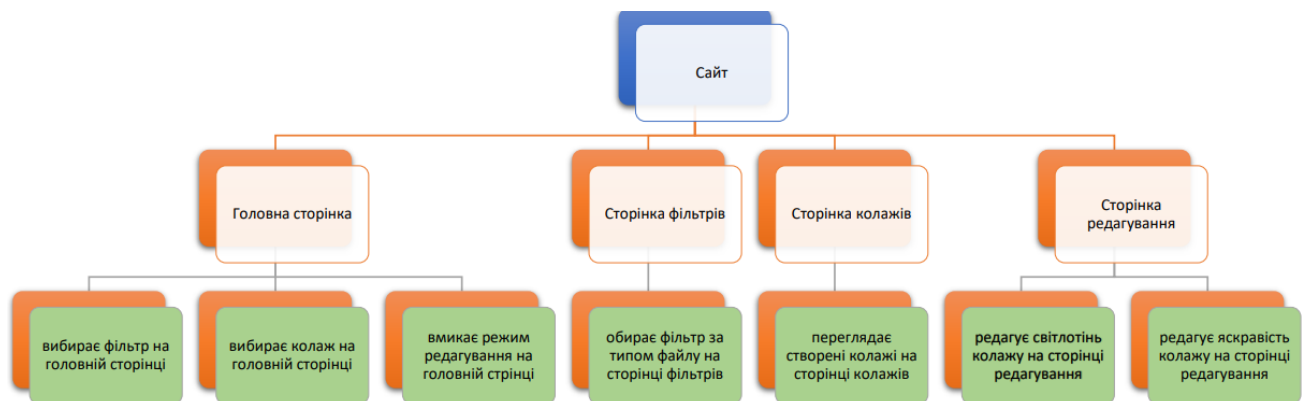 Сайт
Головна сторінка
Сторінка фільтрів
Сторінка колажів
Сторінка
редагування
вибирає фільтр на
головній сторінці
вибирає колаж на
головній сторінці
вмикає режим
редагування на
головній стрінці
обирає фільтр за
типом файлу на
сторінці фільтрів
переглядає
створені колажі на
сторінці колажів
редагує світлотінь
колажу на сторінці
редагування
редагує яскравість
колажу на сторінці
редагування